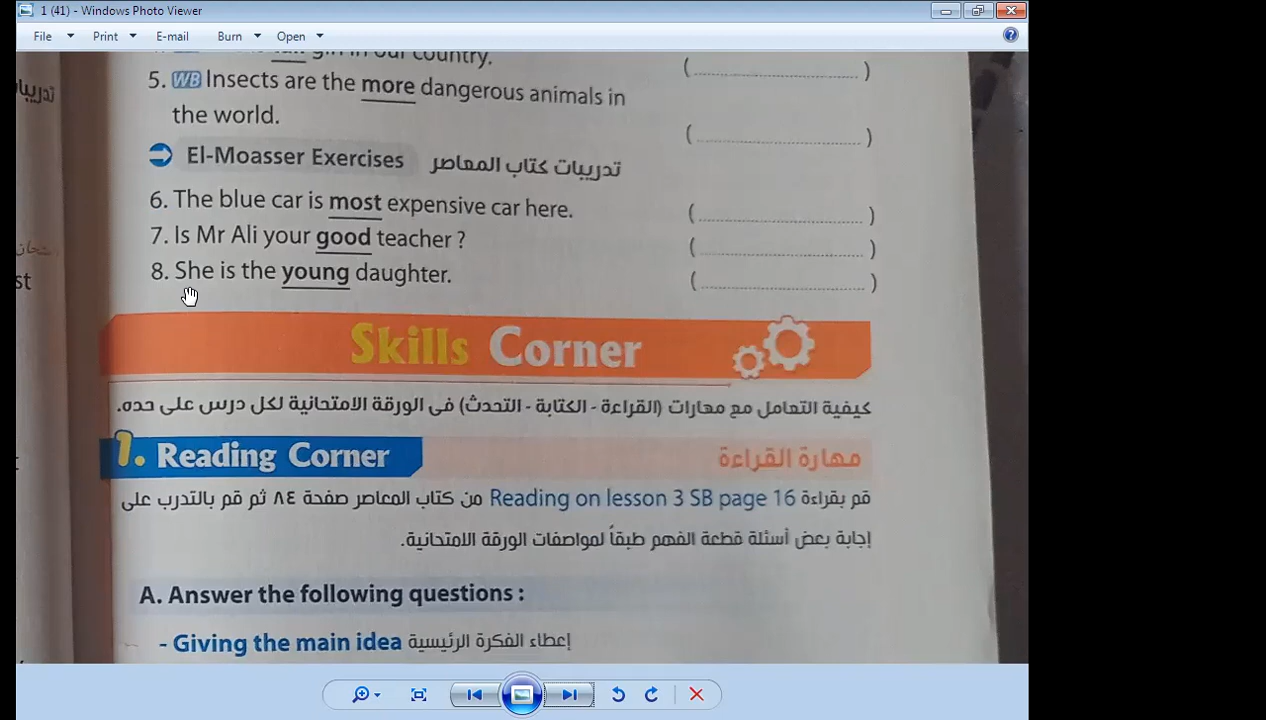 1 (41) - Windows Photo Viewer
File Print E-mail Burn Open
girl in our country. (....................)
5. WB Insects are the more dangerous animals in
the world. (....................)
El-Moasser Exercises تدريبات كتاب المعاصر
6. The blue car is most expensive car here. (....................)
7. Is Mr Ali your good teacher ? (....................)
8. She is the young daughter. (....................)
Skills Corner
كيفية التعامل مع مهارات (القراءة - الكتابة - التحدث) فى الورقة الامتحانية لكل درس على حده.
1. Reading Corner مهارة القراءة
قم بقراءة Reading on lesson 3 SB page 16 من كتاب المعاصر صفحة ٨٤ ثم قم بالتدرب على
إجابة بعض أسئلة قطعة الفهم طبقاً لمواصفات الورقة الامتحانية.
A. Answer the following questions :
- Giving the main idea إعطاء الفكرة الرئيسية